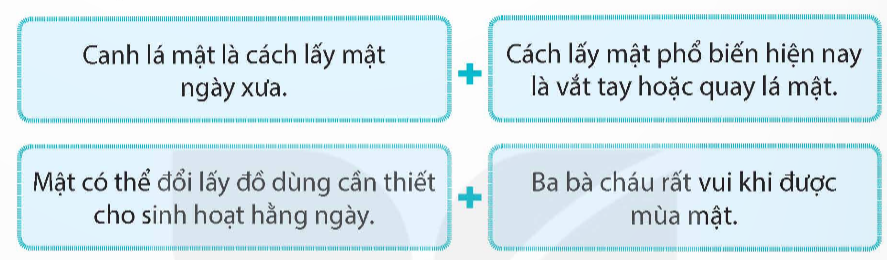 Canh lá mật là cách lấy mật
ngày xưa.
+
Cách lấy mật phổ biến hiện nay
là vắt tay hoặc quay lá mật.
Mật có thể đổi lấy đồ dùng cần thiết
cho sinh hoạt hằng ngày.
+
Ba bà cháu rất vui khi được
mùa mật.